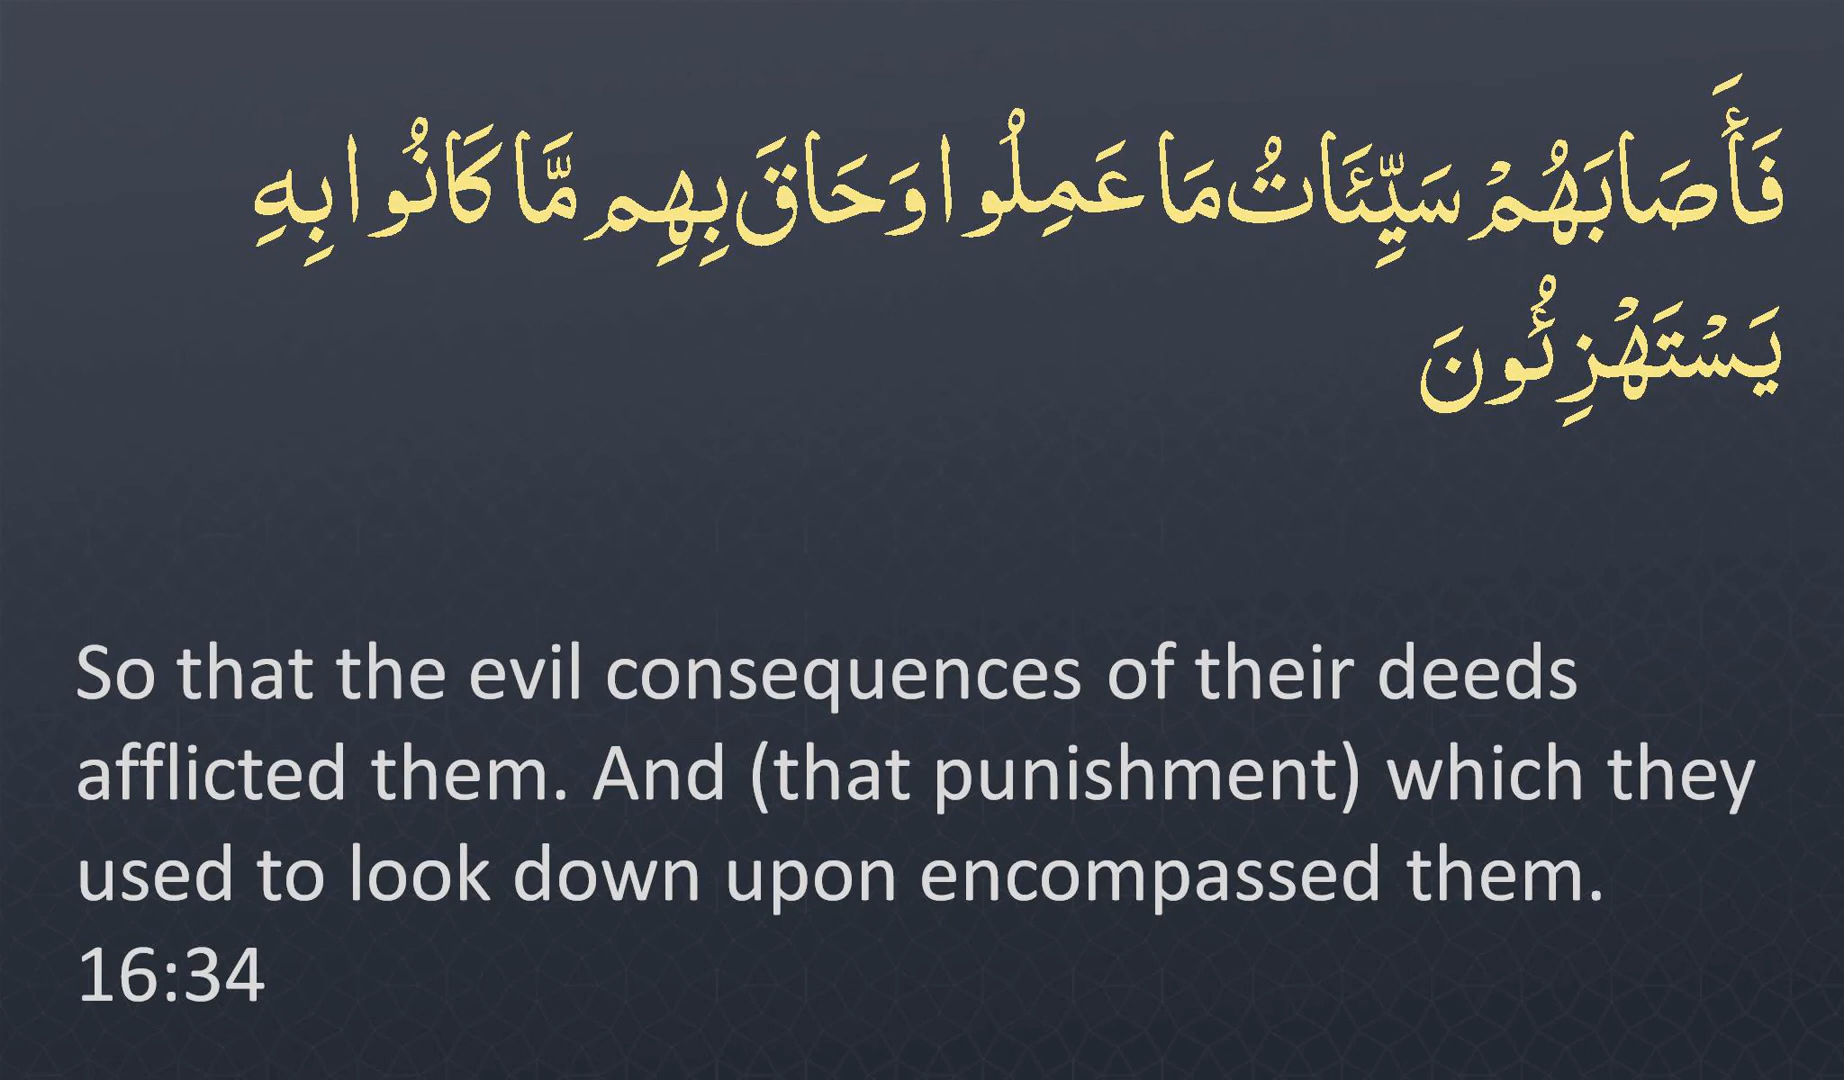 فَأَصَابَهُمْ سَيِّئَاتُ مَا عَمِلُوا وَحَاقَ بِهِم مَّا كَانُوا بِهِ
يَسْتَهْزِئُونَ
So that the evil consequences of their deeds
afflicted them. And (that punishment) which they
used to look down upon encompassed them.
16:34